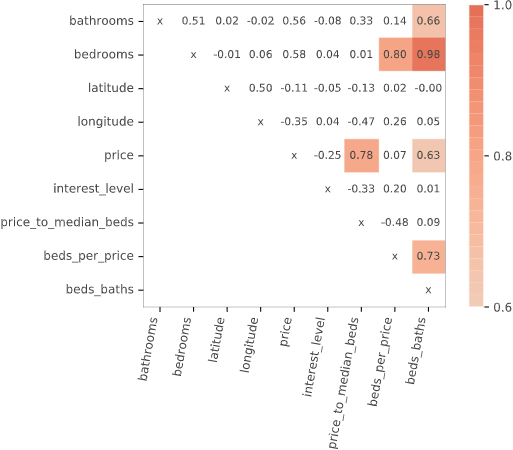 bathrooms x 0.51 0.02 -0.02 0.56 -0.08 0.33 0.14 0.66
bedrooms x -0.01 0.06 0.58 0.04 0.01 0.80 0.98
latitude x 0.50 -0.11 -0.05 -0.13 0.02 -0.00
longitude x -0.35 0.04 -0.47 0.26 0.05
price x -0.25 0.78 0.07 0.63
interest_level x -0.33 0.20 0.01
price_to_median_beds x -0.48 0.09
beds_per_price x 0.73
beds_baths x
bathrooms
bedrooms
latitude
longitude
price
interest_level
price_to_median_beds
beds_per_price
beds_baths
1.0
0.8
0.6